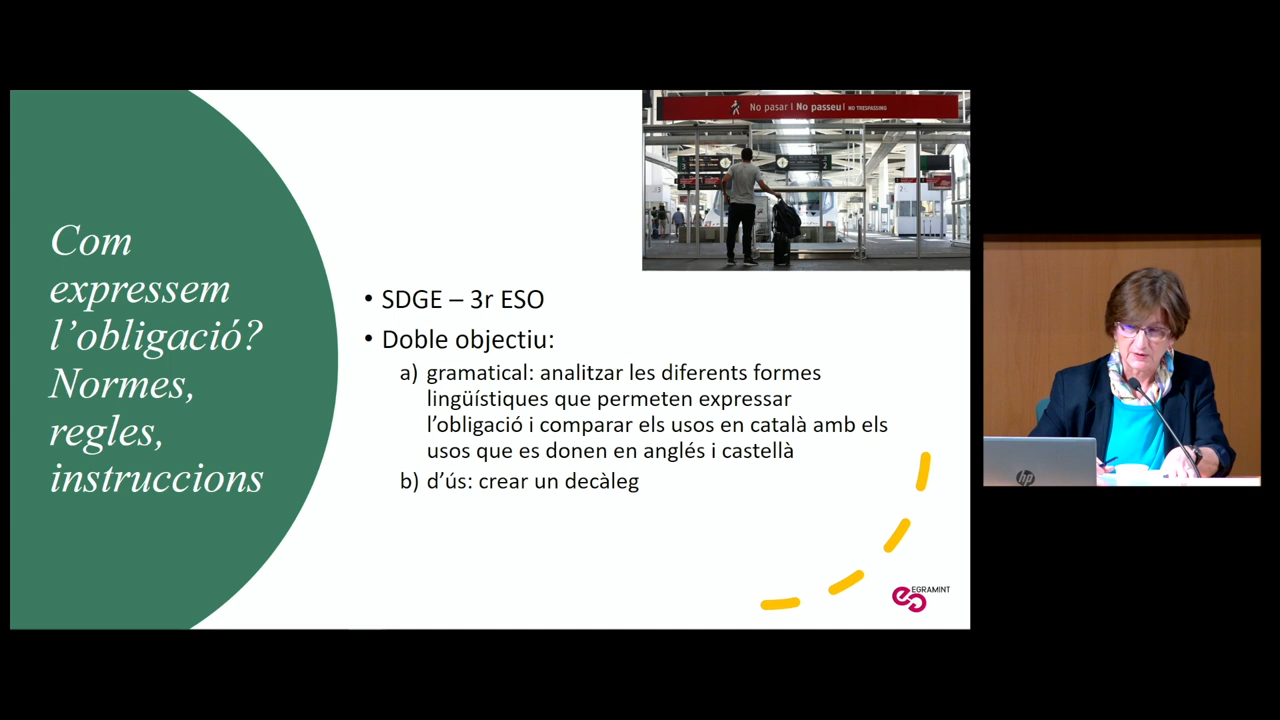 Com
expressem
l’obligació?
Normes,
regles,
instruccions
No pasar | No passeu | NO TRESPASSING
• SDGE – 3r ESO
• Doble objectiu:
a) gramatical: analitzar les diferents formes
lingüístiques que permeten expressar
l’obligació i comparar els usos en català amb els
usos que es donen en anglés i castellà
b) d’ús: crear un decàleg
EGRAMINT
hp